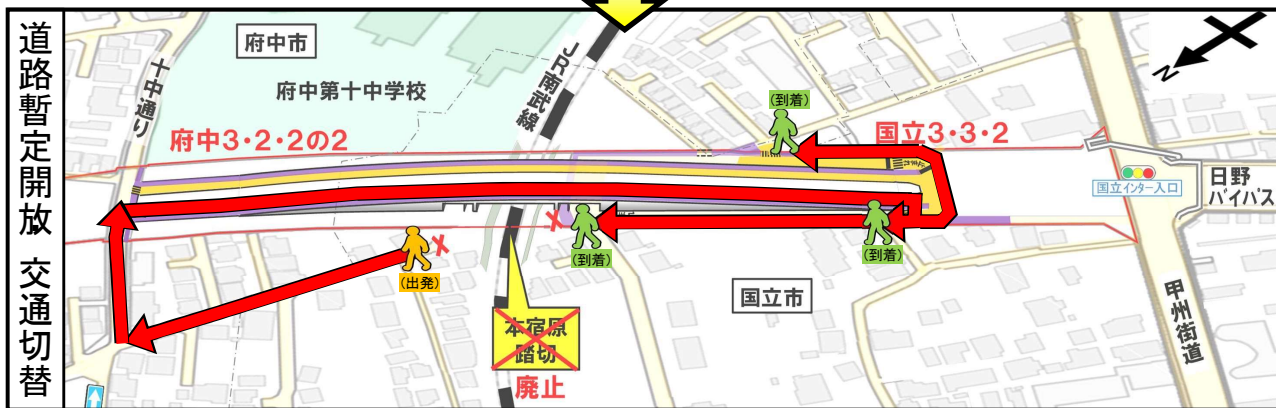 道路暫定開放 交通切替
府中市
十中通り
府中第十中学校
JR南武線
(到着)
N
府中3・2・2の2
国立3・3・2
国立インター入口
日野
バイパス
(出発)
(到着)
(到着)
国立市
本宿原
踏切
廃止
甲州街道